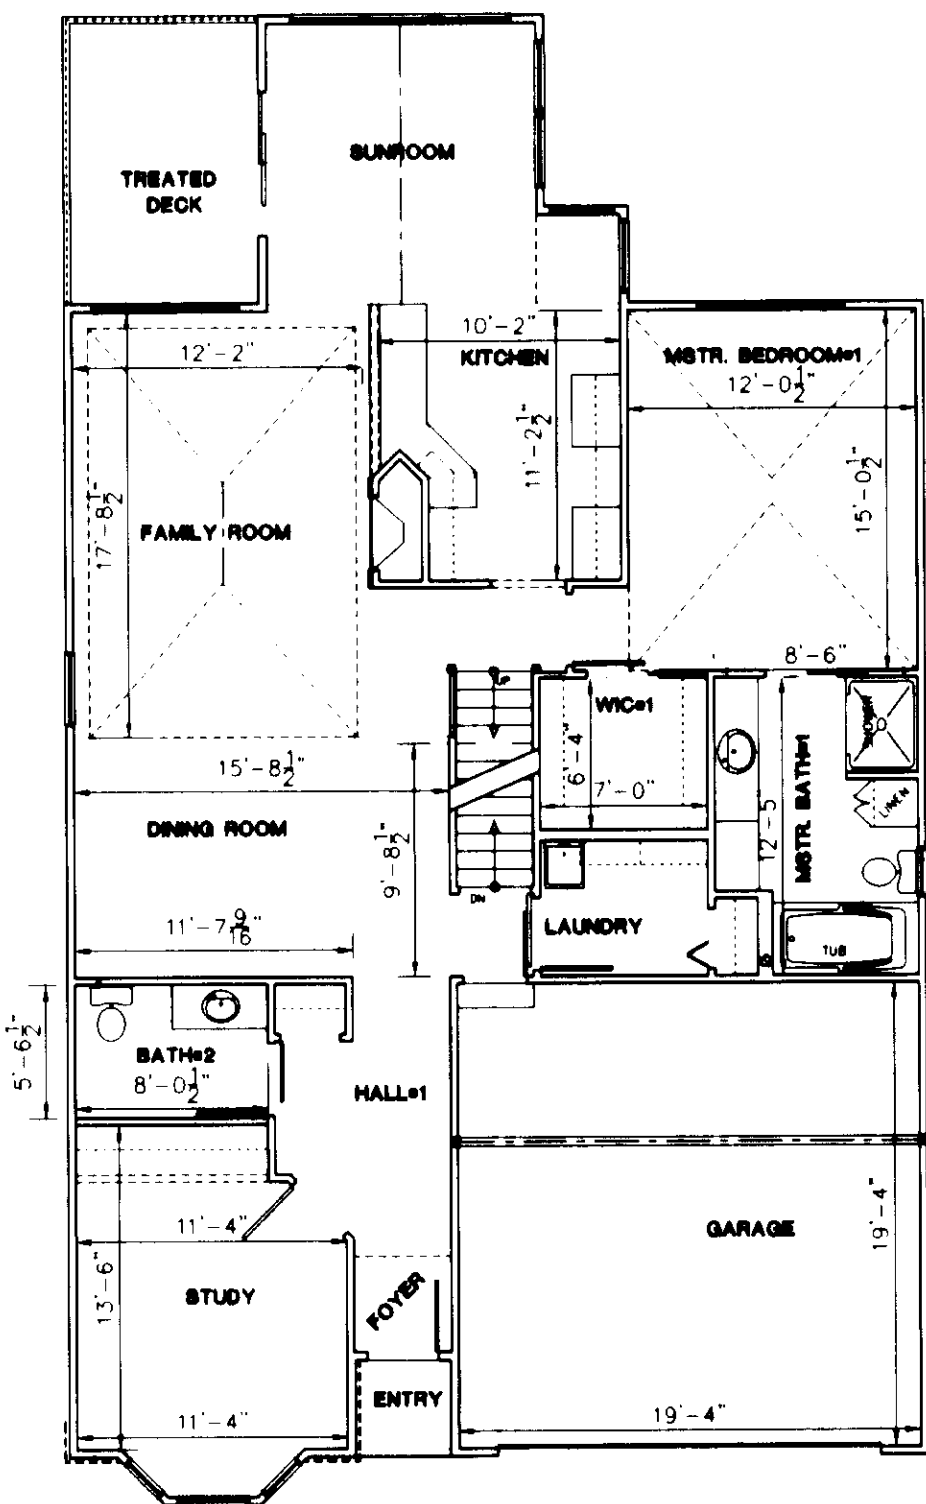 SUNROOM
TREATED
DECK
10'-2"
KITCHEN
12'-2"
MSTR. BEDROOM#1
12'-0 1/2"
11'-2 1/2"
15'-0 1/2"
17'-8 1/2"
FAMILY ROOM
8'-6"
UP
WIC#1
SHOWER
6'-4"
7'-0"
15'-8 1/2"
MSTR. BATH#1
12'-5
LINEN
DINING ROOM
9'-8 1/2"
DN
LAUNDRY
11'-7 9/16"
TUB
5'-6 1/2"
BATH#2
8'-0 1/2"
HALL#1
11'-4"
GARAGE
19'-4"
13'-6"
STUDY
FOYER
ENTRY
11'-4"
19'-4"